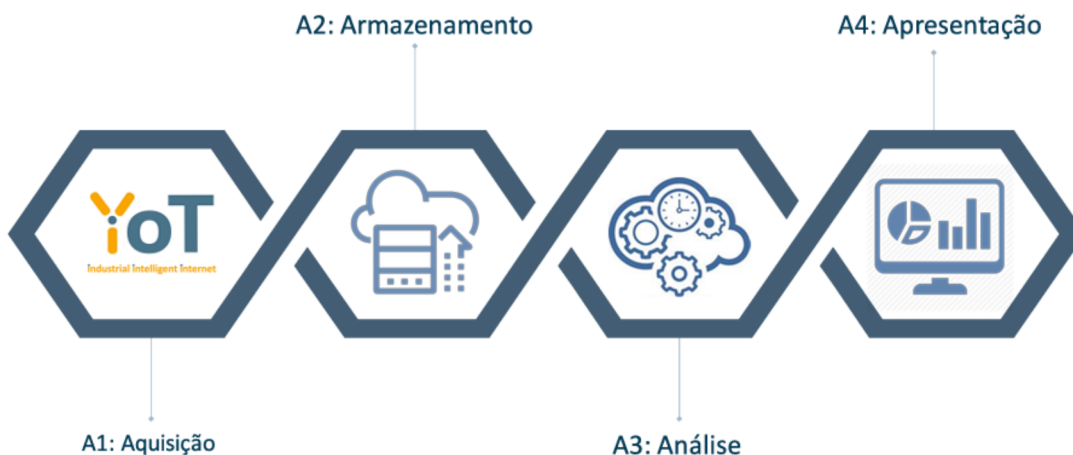 A2: Armazenamento
A4: Apresentação
YoT
Industrial Intelligent Internet
A1: Aquisição
A3: Análise